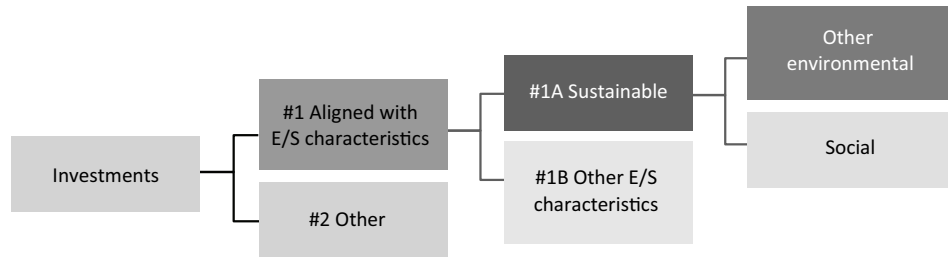 Investments
#1 Aligned with
E/S characteristics
#2 Other
#1A Sustainable
#1B Other E/S
characteristics
Other
environmental
Social